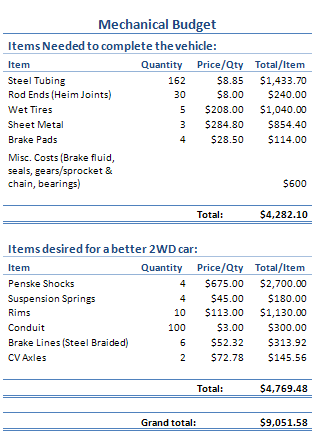 Mechanical Budget
Items Needed to complete the vehicle:
Item Quantity Price/Qty Total/Item
Steel Tubing 162 $8.85 $1,433.70
Rod Ends (Heim Joints) 30 $8.00 $240.00
Wet Tires 5 $208.00 $1,040.00
Sheet Metal 3 $284.80 $854.40
Brake Pads 4 $28.50 $114.00
Misc. Costs (Brake fluid,
seals, gears/sprocket &
chain, bearings) $600
Total: $4,282.10
Items desired for a better 2WD car:
Item Quantity Price/Qty Total/Item
Penske Shocks 4 $675.00 $2,700.00
Suspension Springs 4 $45.00 $180.00
Rims 10 $113.00 $1,130.00
Conduit 100 $3.00 $300.00
Brake Lines (Steel Braided) 6 $52.32 $313.92
CV Axles 2 $72.78 $145.56
Total: $4,769.48
Grand total: $9,051.58